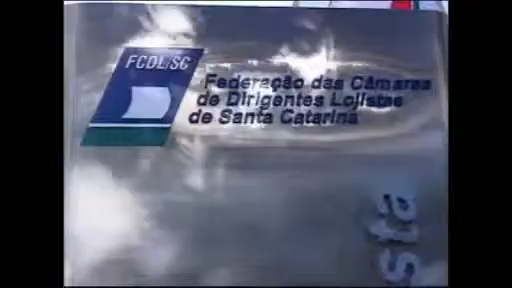 FCDL/SC
Federação das Câmaras
de Dirigentes Lojistas
de Santa Catarina